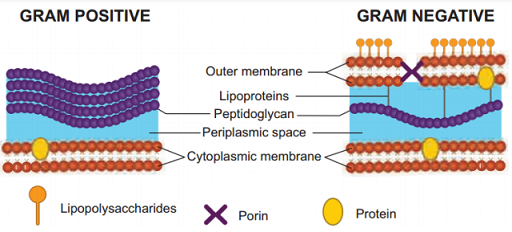 GRAM POSITIVE
GRAM NEGATIVE
Outer membrane
Lipoproteins
Peptidoglycan
Periplasmic space
Cytoplasmic membrane
Lipopolysaccharides
Porin
Protein